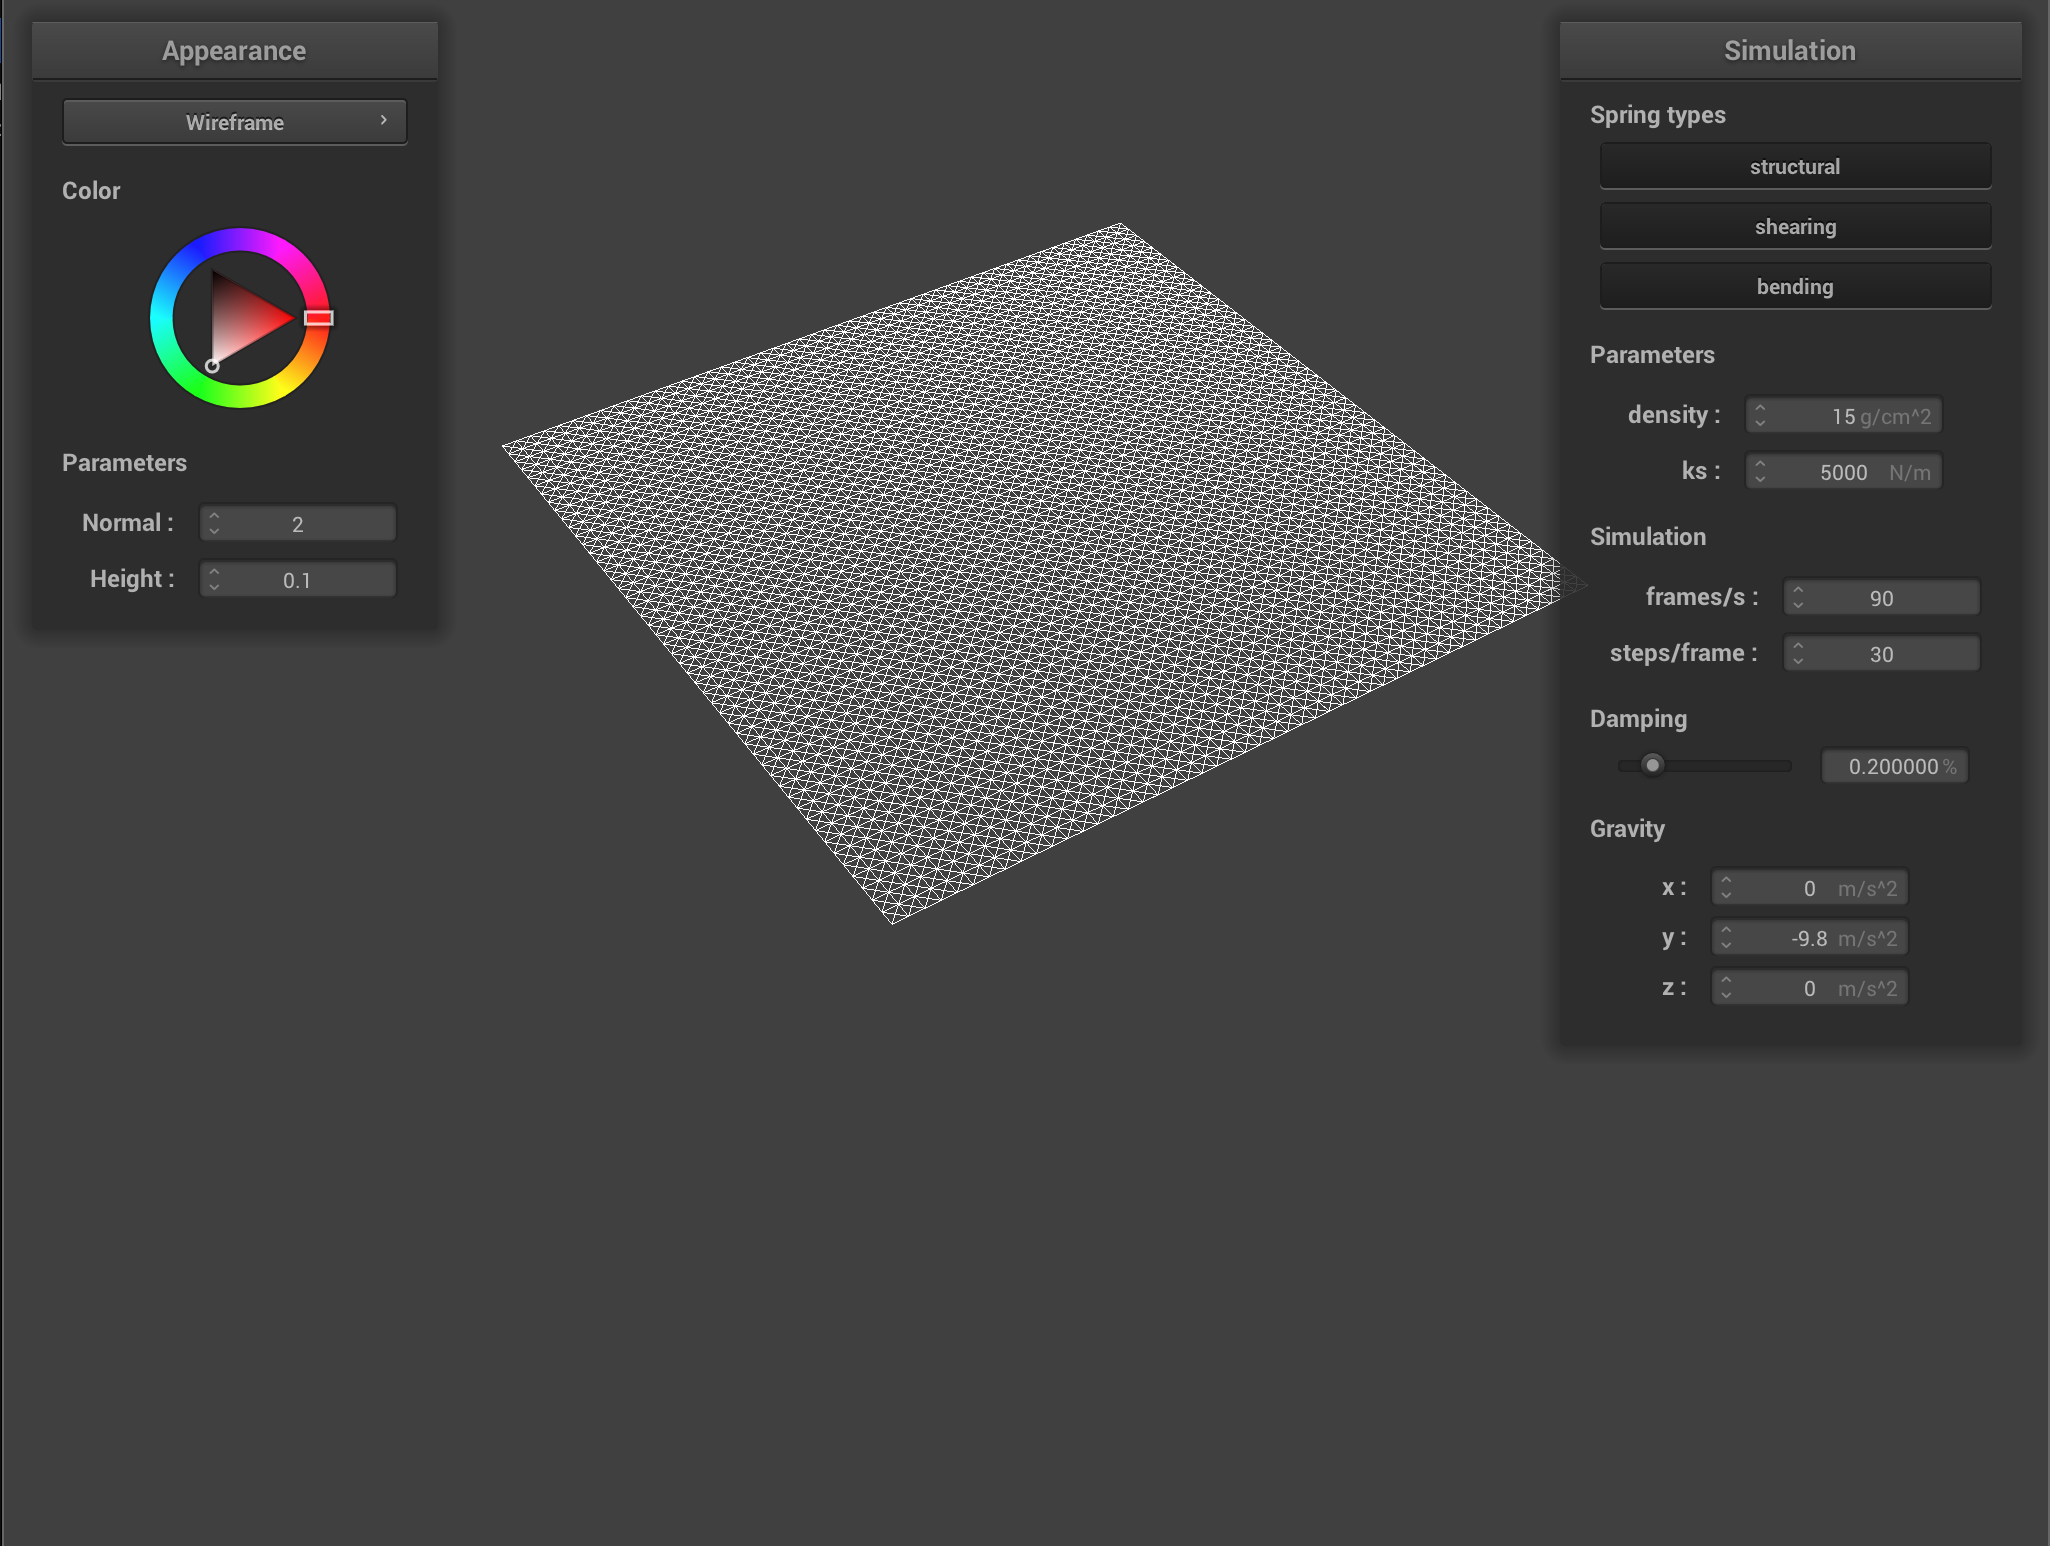 Appearance
Wireframe
Color
Parameters
Normal : 2
Height : 0.1
Simulation
Spring types
structural
shearing
bending
Parameters
density : 15 g/cm^2
ks : 5000 N/m
Simulation
frames/s : 90
steps/frame : 30
Damping
0.200000 %
Gravity
x : 0 m/s^2
y : -9.8 m/s^2
z : 0 m/s^2